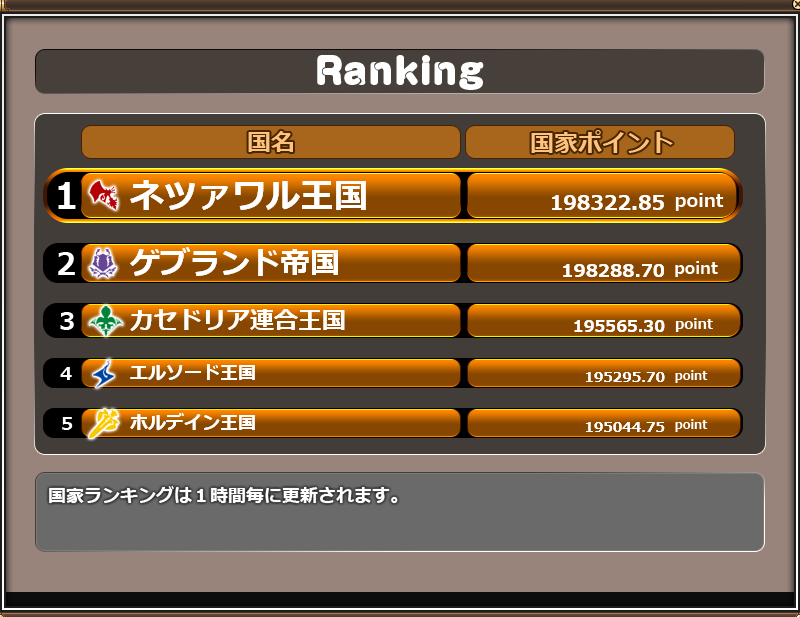 Ranking
国名 国家ポイント
1 ネツァワル王国 198322.85 point
2 ゲブランド帝国 198288.70 point
3 カセドリア連合王国 195565.30 point
4 エルソード王国 195295.70 point
5 ホルデイン王国 195044.75 point
国家ランキングは１時間毎に更新されます。